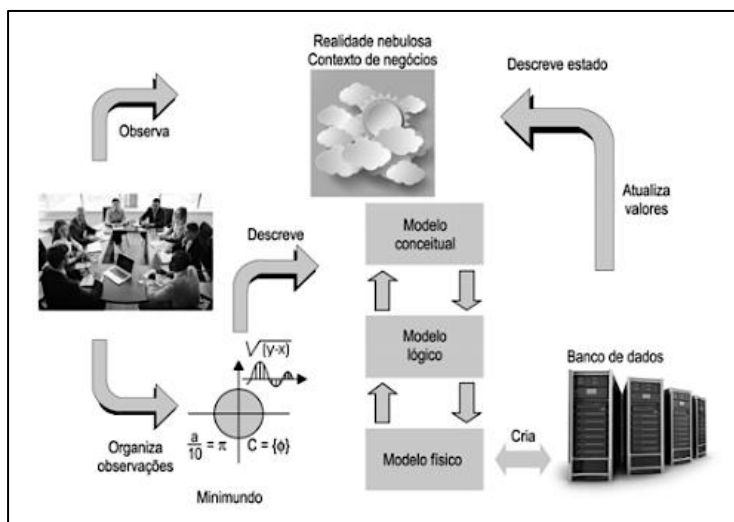 Realidade nebulosa
Contexto de negócios
Descreve estado
Observa
Atualiza
valores
Descreve
Modelo
conceitual
Modelo
lógico
Modelo físico
Banco de dados
Cria
Organiza
observações
√(y-x)
a/10 = π
C = {ϕ}
Minimundo